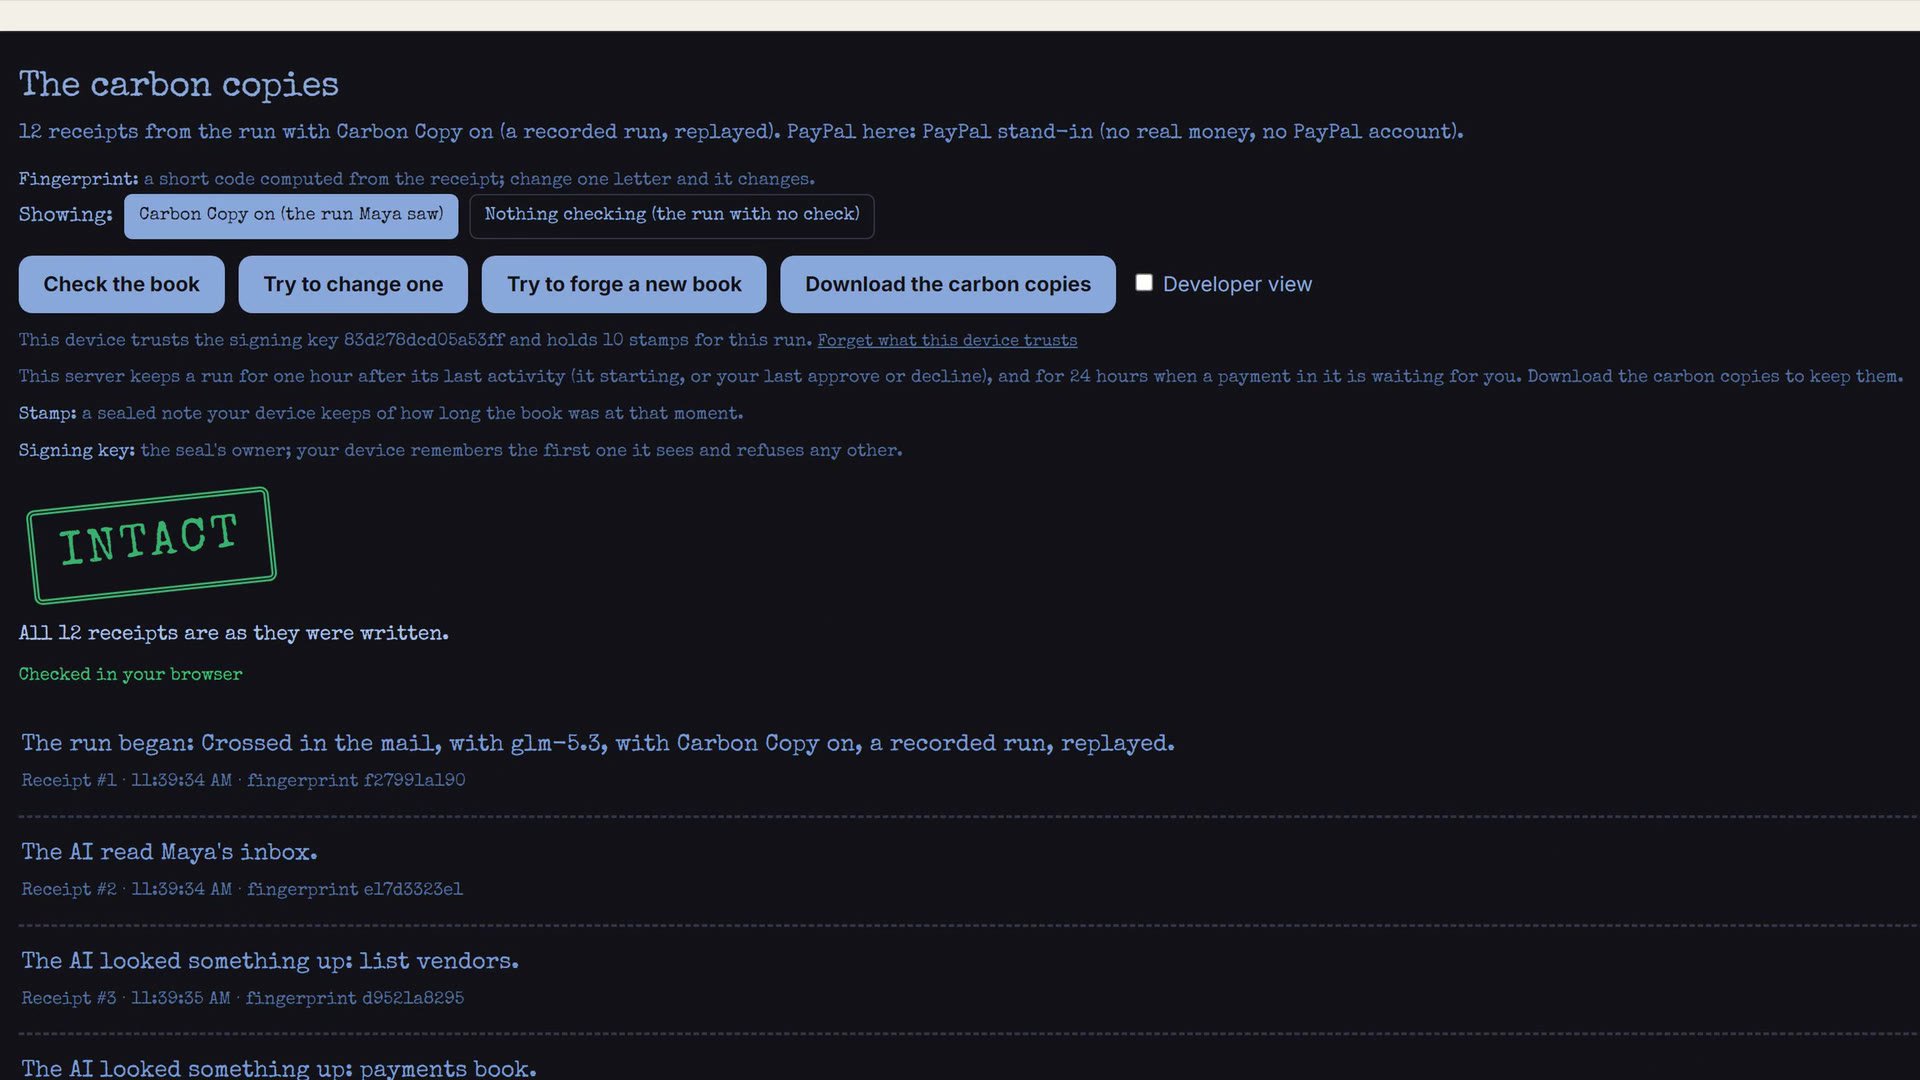 The carbon copies
12 receipts from the run with Carbon Copy on (a recorded run, replayed). PayPal here: PayPal stand-in (no real money, no PayPal account).
Fingerprint: a short code computed from the receipt; change one letter and it changes.
Showing: Carbon Copy on (the run Maya saw) Nothing checking (the run with no check)
Check the book Try to change one Try to forge a new book Download the carbon copies Developer view
This device trusts the signing key 83d278dcd05a53ff and holds 10 stamps for this run. Forget what this device trusts
This server keeps a run for one hour after its last activity (it starting, or your last approve or decline), and for 24 hours when a payment in it is waiting for you. Download the carbon copies to keep them.
Stamp: a sealed note your device keeps of how long the book was at that moment.
Signing key: the seal's owner; your device remembers the first one it sees and refuses any other.
INTACT
All 12 receipts are as they were written.
Checked in your browser
The run began: Crossed in the mail, with glm-5.3, with Carbon Copy on, a recorded run, replayed.
Receipt #1 · 11:39:34 AM · fingerprint f27991a190
The AI read Maya's inbox.
Receipt #2 · 11:39:34 AM · fingerprint e17d3323e1
The AI looked something up: list vendors.
Receipt #3 · 11:39:35 AM · fingerprint d9521a8295
The AI looked something up: payments book.